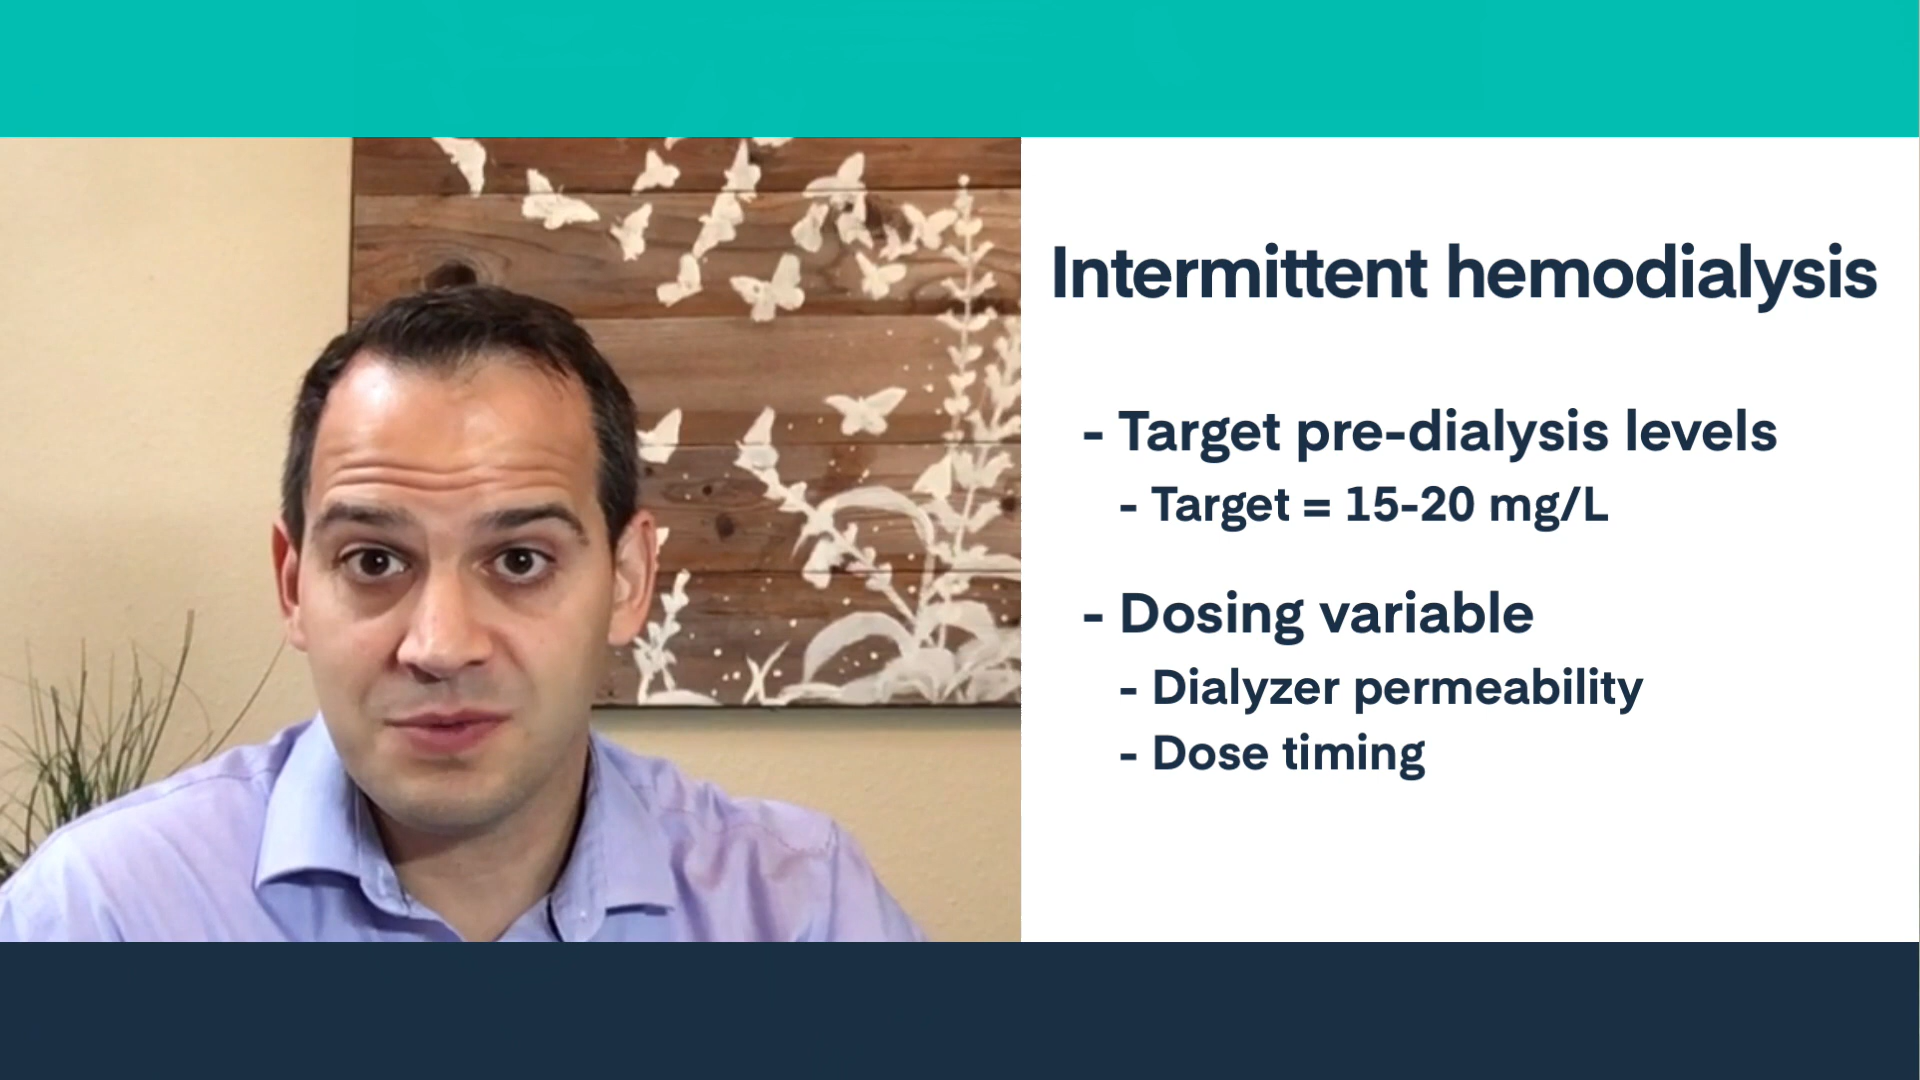 Intermittent hemodialysis
- Target pre-dialysis levels
- Target = 15-20 mg/L
- Dosing variable
- Dialyzer permeability
- Dose timing